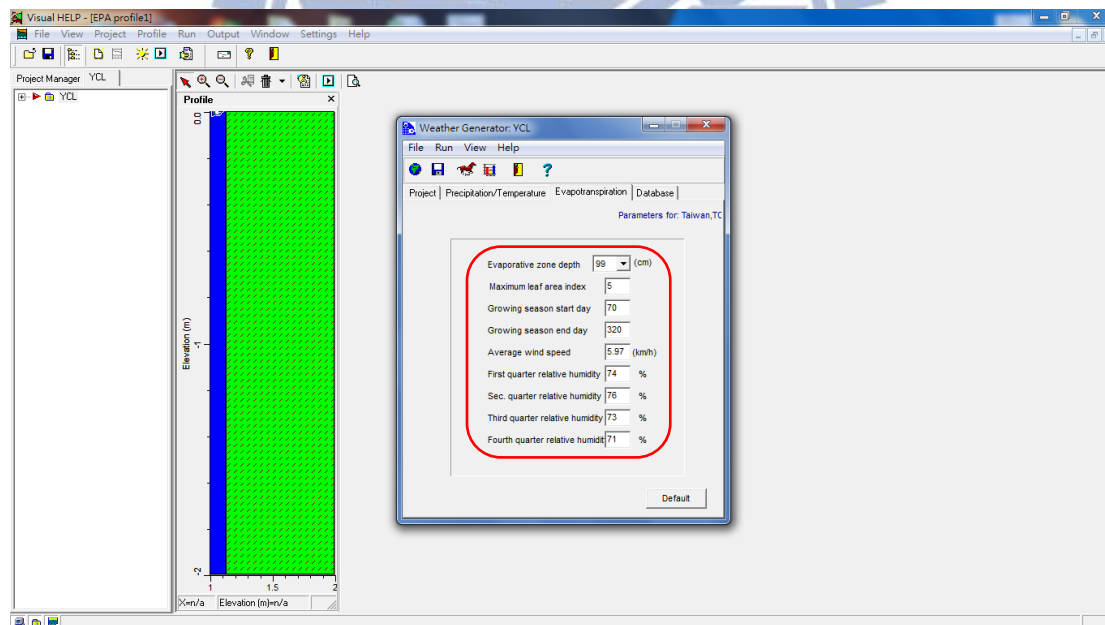 Visual HELP - [EPA profile1]
File View Project Profile Run Output Window Settings Help
Project Manager YCL
YCL
Profile
0.0
-1
-2
Elevation (m)
1 1.5 2
X=n/a Elevation (m)=n/a
Weather Generator: YCL
File Run View Help
Project Precipitation/Temperature Evapotranspiration Database
Parameters for: Taiwan,TC
Evaporative zone depth 99 (cm)
Maximum leaf area index 5
Growing season start day 70
Growing season end day 320
Average wind speed 5.97 (km/h)
First quarter relative humidity 74 %
Sec. quarter relative humidity 76 %
Third quarter relative humidity 73 %
Fourth quarter relative humidit 71 %
Default